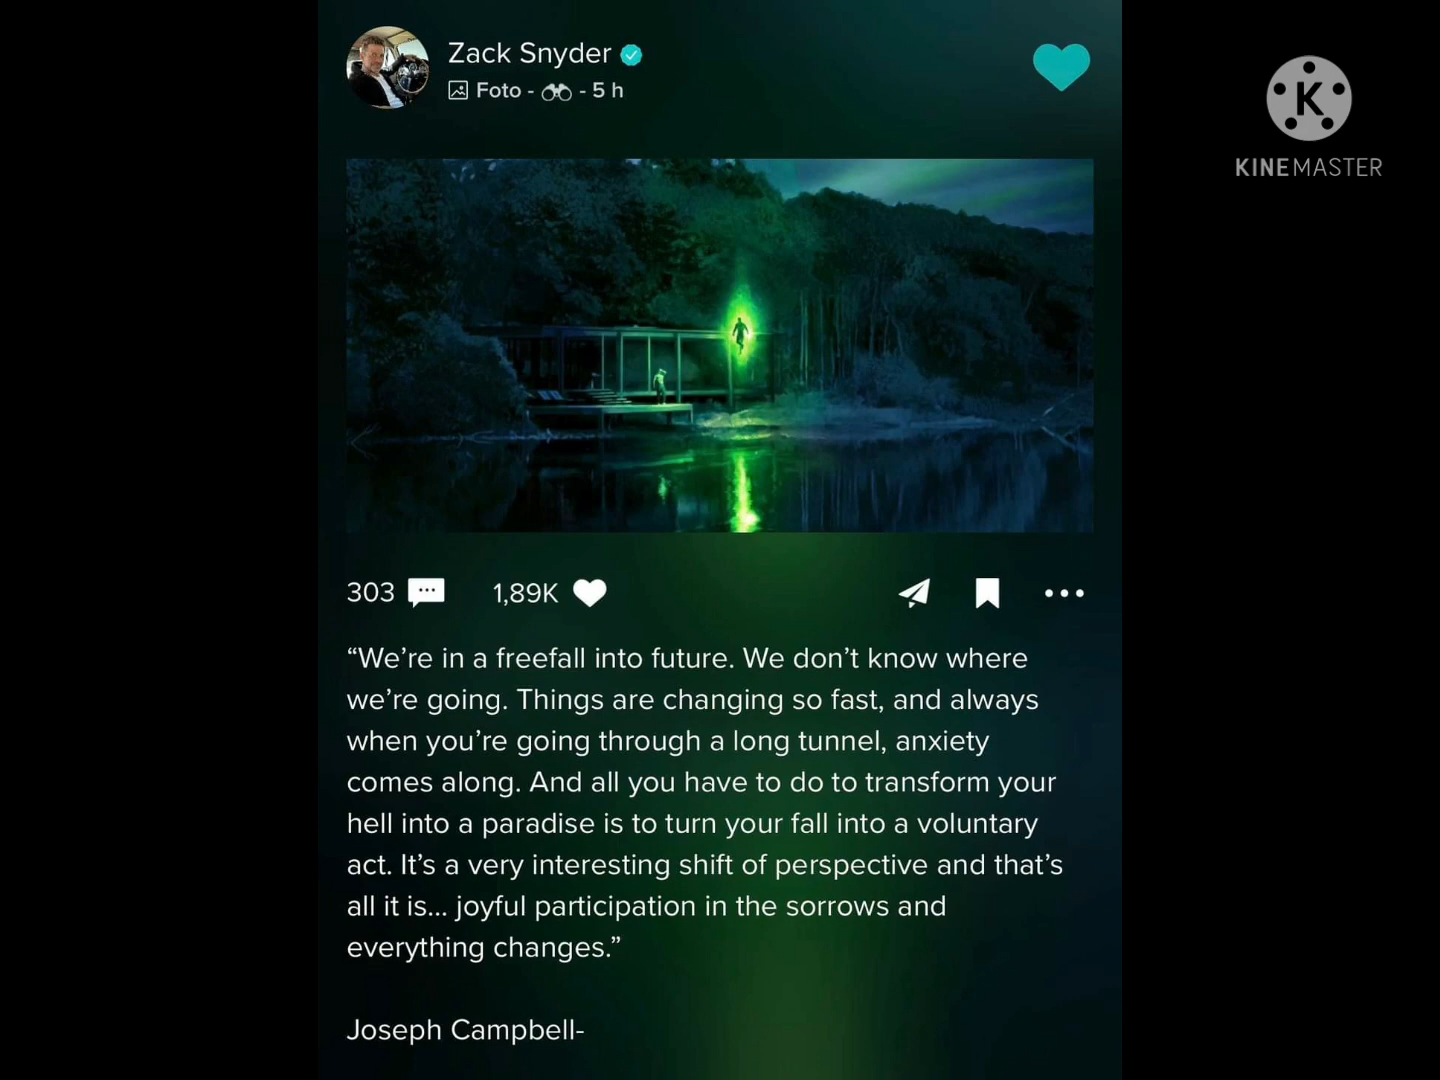 Zack Snyder
Foto - - 5 h
K
KINEMASTER
303
1,89K
“We’re in a freefall into future. We don’t know where
we’re going. Things are changing so fast, and always
when you’re going through a long tunnel, anxiety
comes along. And all you have to do to transform your
hell into a paradise is to turn your fall into a voluntary
act. It’s a very interesting shift of perspective and that’s
all it is... joyful participation in the sorrows and
everything changes.”
Joseph Campbell-